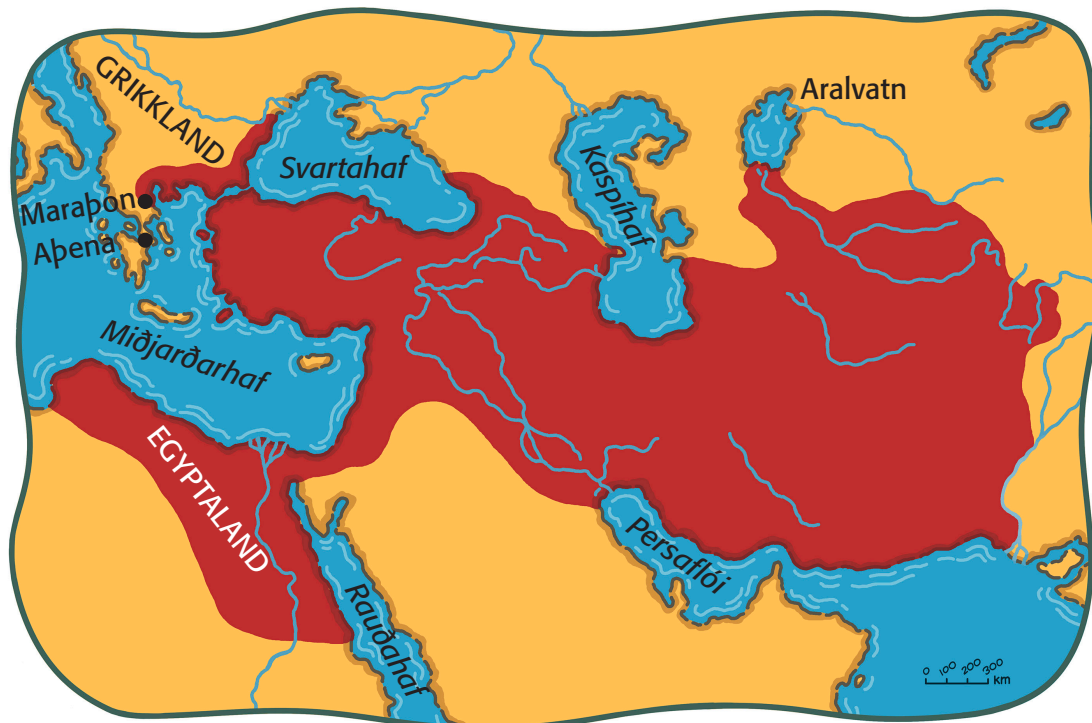 GRIKKLAND
Aralvatn
Svartahaf
Kaspíhaf
Maraþon
Aþena
Miðjarðarhaf
EGYPTALAND
Persaflói
Rauðahaf
0 100 200 300
km